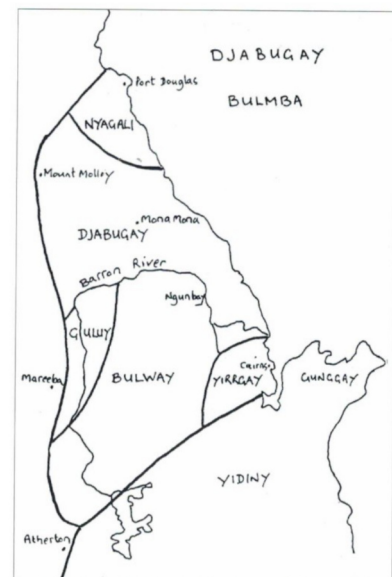 DJABUGAY
BULMBA
Port Douglas
NYAGALI
Mount Molloy
Mona Mona
DJABUGAY
Barron River
Ngunbay
GULUY
Mareeba
BULWAY
YIRRGAY
Cairns
GUNGGAY
YIDINY
Atherton